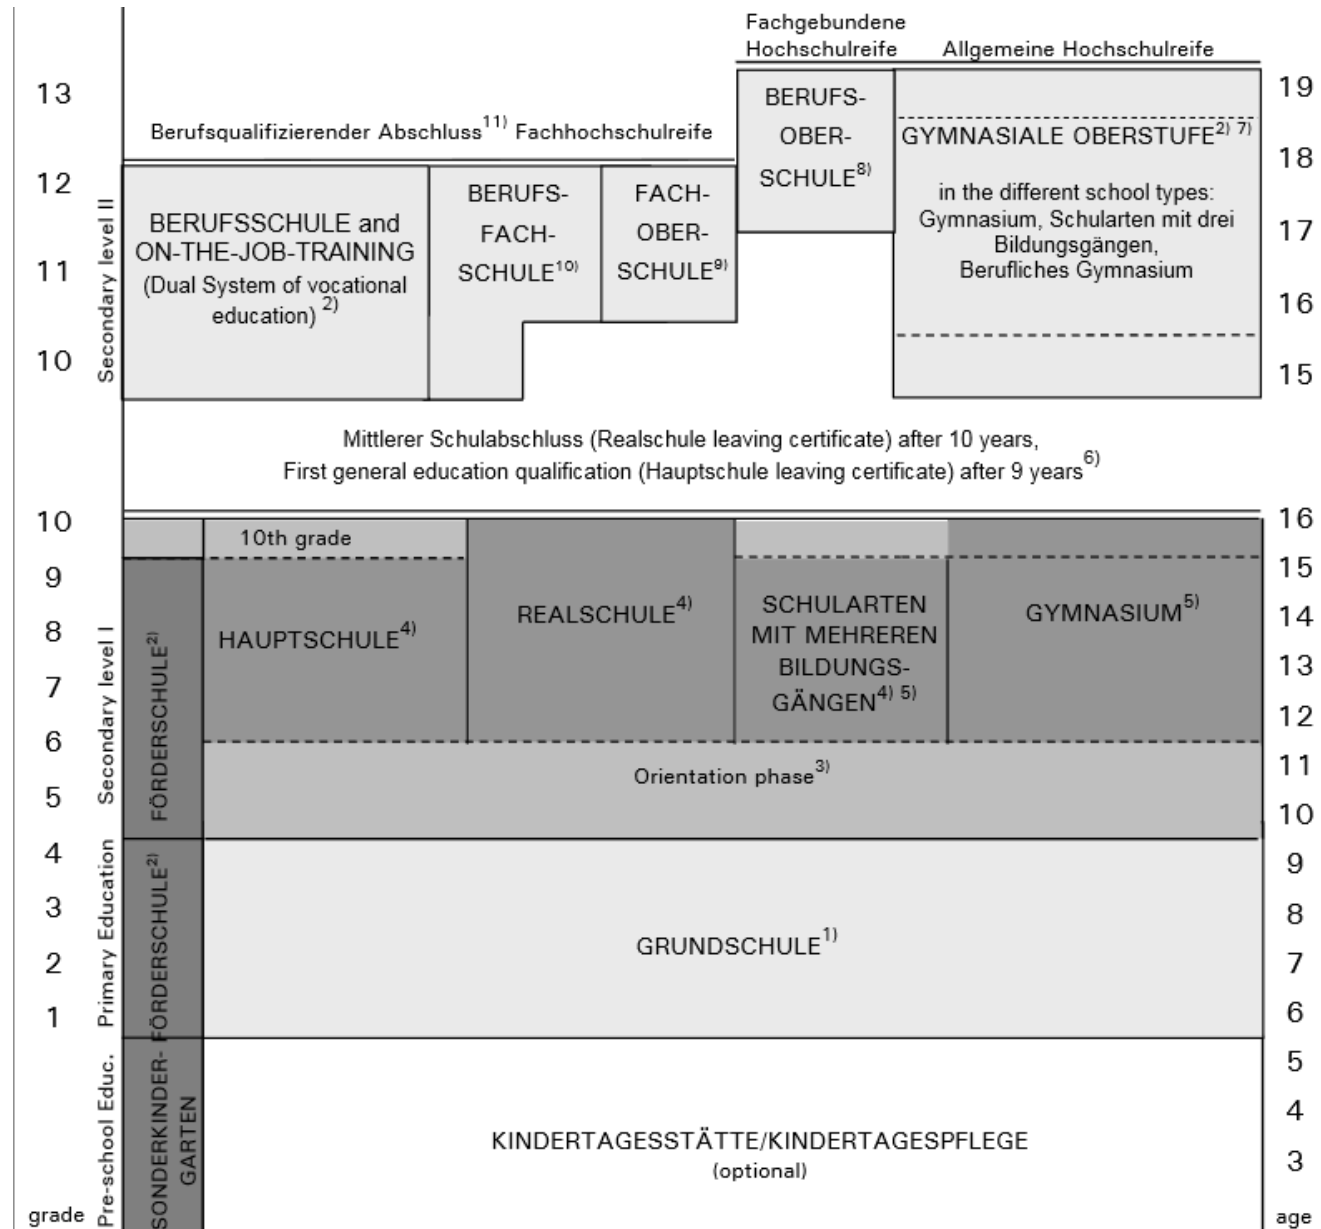 Fachgebundene
Hochschulreife Allgemeine Hochschulreife
13 19
BERUFS-
OBER-
SCHULE8)
GYMNASIALE OBERSTUFE2) 7)
in the different school types:
Gymnasium, Schularten mit drei
Bildungsgängen,
Berufliches Gymnasium
Berufsqualifizierender Abschluss11) Fachhochschulreife
18
12
BERUFSSCHULE and
ON-THE-JOB-TRAINING
(Dual System of vocational
education) 2)
BERUFS-
FACH-
SCHULE10)
FACH-
OBER-
SCHULE9)
17
11
16
10
15
Secondary level II
Mittlerer Schulabschluss (Realschule leaving certificate) after 10 years,
First general education qualification (Hauptschule leaving certificate) after 9 years6)
10 16
10th grade
9 15
HAUPTSCHULE4)
REALSCHULE4)
SCHULARTEN
MIT MEHREREN
BILDUNGS-
GÄNGEN4) 5)
GYMNASIUM5)
8 14
7 13
6 12
Orientation phase3)
11
5 10
Secondary level I
FÖRDERSCHULE2)
4 9
3 8
GRUNDSCHULE1)
2 7
1 6
Primary Education
FÖRDERSCHULE2)
5
4
KINDERTAGESSTÄTTE/KINDERTAGESPFLEGE
(optional)
3
Pre-school Educ.
SONDERKINDER-
GARTEN
grade age